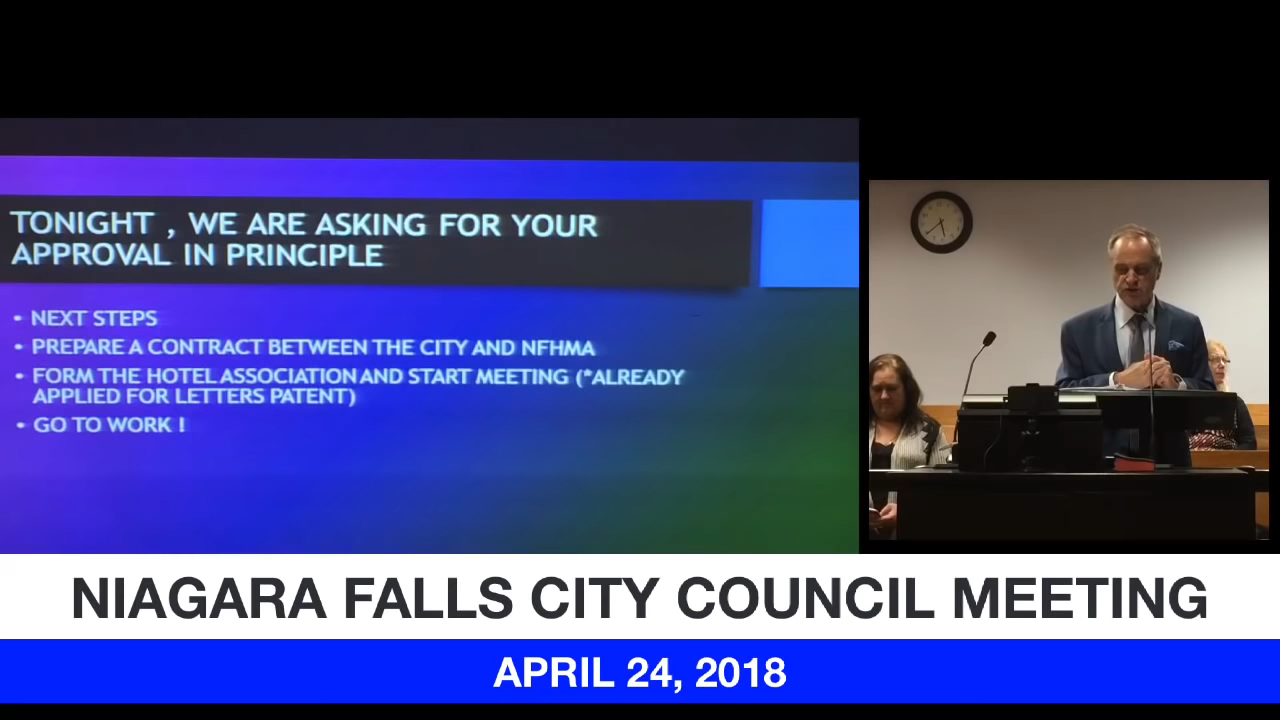 TONIGHT , WE ARE ASKING FOR YOUR
APPROVAL IN PRINCIPLE
• NEXT STEPS
• PREPARE A CONTRACT BETWEEN THE CITY AND NFHMA
• FORM THE HOTEL ASSOCIATION AND START MEETING (*ALREADY
APPLIED FOR LETTERS PATENT)
• GO TO WORK !
NIAGARA FALLS CITY COUNCIL MEETING
APRIL 24, 2018